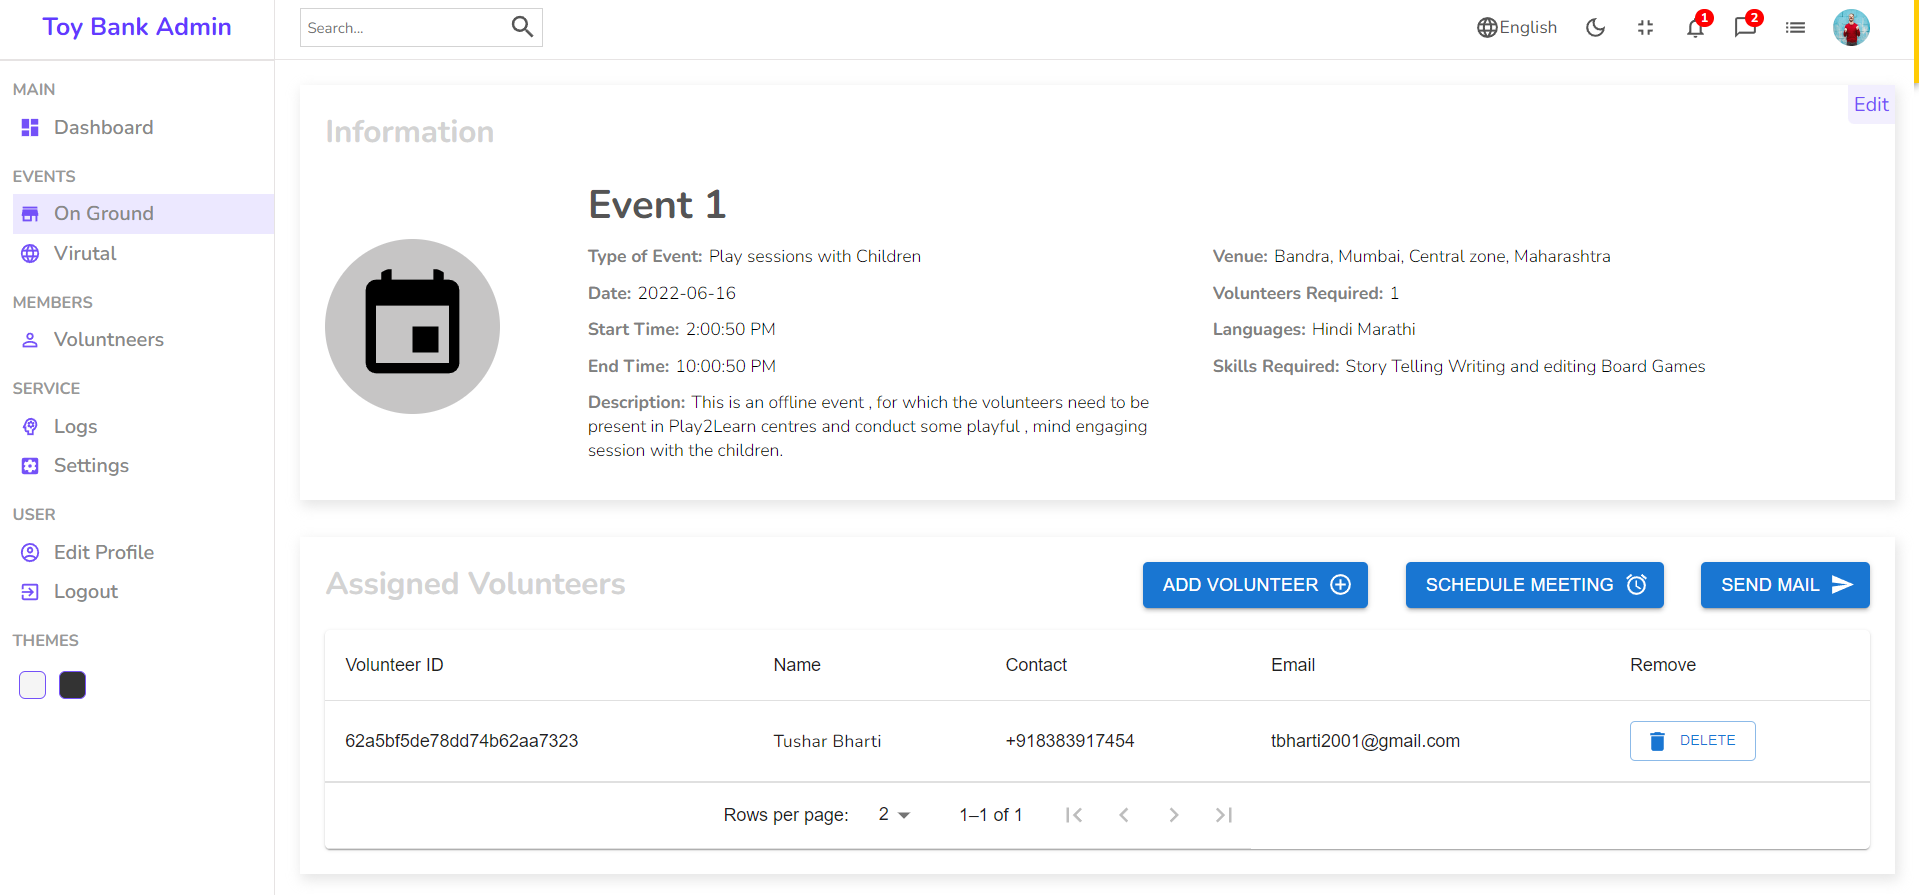 Toy Bank Admin
Search...
English
1
2
MAIN
Dashboard
EVENTS
On Ground
Virutal
MEMBERS
Voluntneers
SERVICE
Logs
Settings
USER
Edit Profile
Logout
THEMES
Edit
Information
Event 1
Type of Event: Play sessions with Children
Date: 2022-06-16
Start Time: 2:00:50 PM
End Time: 10:00:50 PM
Description: This is an offline event , for which the volunteers need to be
present in Play2Learn centres and conduct some playful , mind engaging
session with the children.
Venue: Bandra, Mumbai, Central zone, Maharashtra
Volunteers Required: 1
Languages: Hindi Marathi
Skills Required: Story Telling Writing and editing Board Games
Assigned Volunteers
ADD VOLUNTEER
SCHEDULE MEETING
SEND MAIL
Volunteer ID Name Contact Email Remove
62a5bf5de78dd74b62aa7323 Tushar Bharti +918383917454 tbharti2001@gmail.com DELETE
Rows per page: 2 1–1 of 1